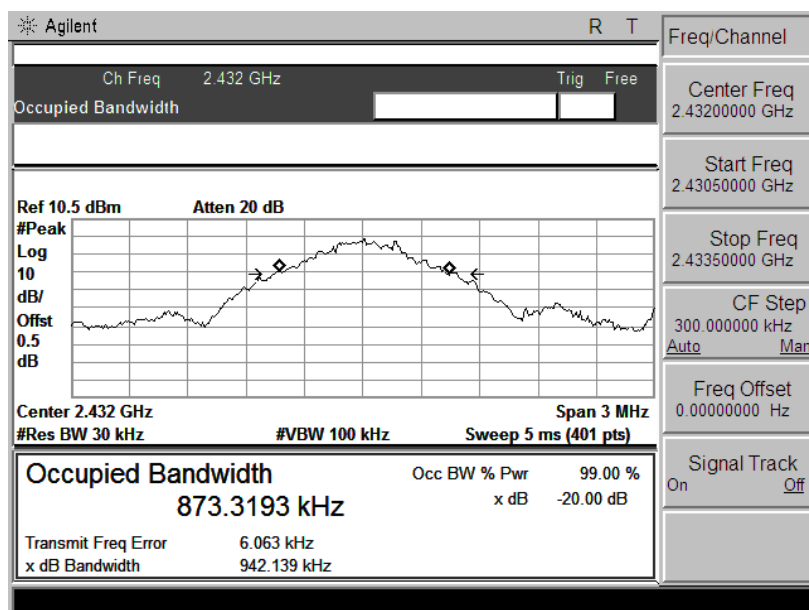 Agilent R T
Ch Freq 2.432 GHz Trig Free
Occupied Bandwidth
Ref 10.5 dBm Atten 20 dB
#Peak
Log
10
dB/
Offst
0.5
dB
Center 2.432 GHz Span 3 MHz
#Res BW 30 kHz #VBW 100 kHz Sweep 5 ms (401 pts)
Occupied Bandwidth
873.3193 kHz
Occ BW % Pwr 99.00 %
x dB -20.00 dB
Transmit Freq Error 6.063 kHz
x dB Bandwidth 942.139 kHz
Freq/Channel
Center Freq
2.43200000 GHz
Start Freq
2.43050000 GHz
Stop Freq
2.43350000 GHz
CF Step
300.000000 kHz
Auto Man
Freq Offset
0.00000000 Hz
Signal Track
On Off